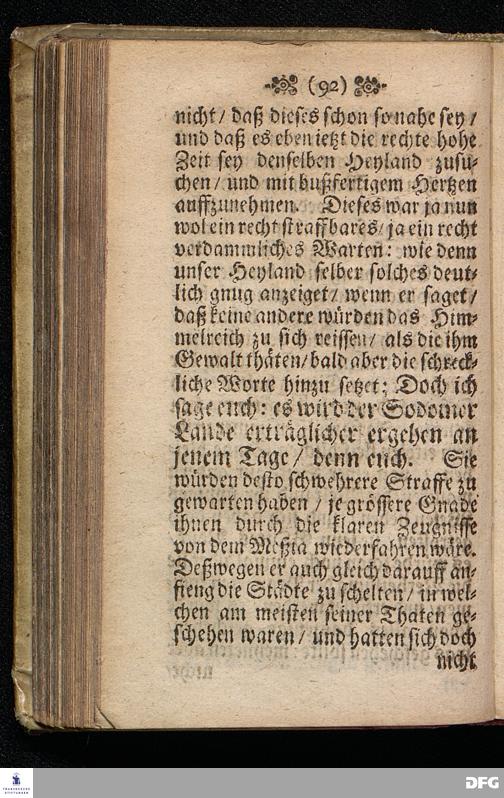 (92)
nicht/ daß dieses schon so nahe sey/
und daß es eben ietzt die rechte hohe
Zeit sey denselben Heyland zusu-
chen/ und mit bußfertigem Hertzen
auffzunehmen. Dieses war ja nun
wol ein recht straffbares/ ja ein recht
verdammliches Warten: wie denn
unser Heyland selber solches deut-
lich gnug anzeiget/ wenn er saget/
daß keine andere würden das Him-
melreich zu sich reissen/ als die ihm
Gewalt thäten/ bald aber die schreck-
liche Worte hinzu setzet: Doch ich
sage euch: es wird der Sodomer
Lande erträglicher ergehen an
jenem Tage/ denn euch. Sie
würden desto schwehrere Straffe zu
gewarten haben/ je grössere Gnade
ihnen durch die klaren Zeugnisse
von dem Meßia wiederfahren wäre.
Deßwegen er auch gleich darauff an-
fieng die Städte zu schelten/ in wel-
chen am meisten seiner Thaten ge-
schehen waren/ und hatten sich doch
nicht
FRANCKESCHE
STIFTUNGEN
DFG